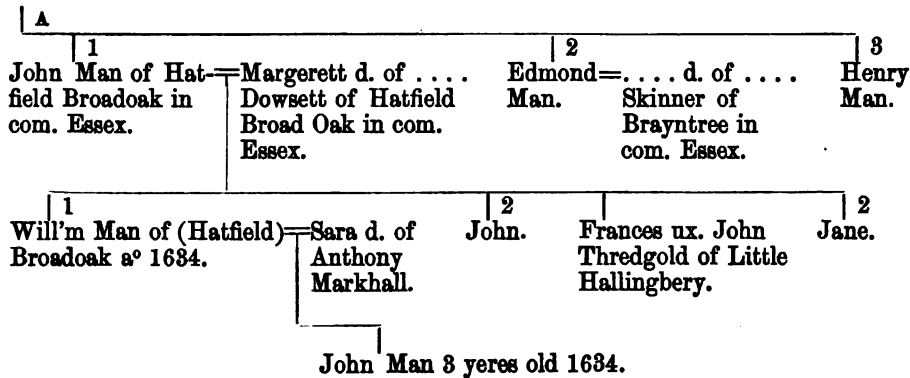 A
1
John Man of Hat-
field Broadoak in
com. Essex.
Margerett d. of ....
Dowsett of Hatfield
Broad Oak in com.
Essex.
2
Edmond
Man.
.... d. of ....
Skinner of
Brayntree in
com. Essex.
3
Henry
Man.
1
Will'm Man of (Hatfield)
Broadoak aº 1634.
Sara d. of
Anthony
Markhall.
2
John.
Frances ux. John
Thredgold of Little
Hallingbery.
2
Jane.
John Man 3 yeres old 1634.